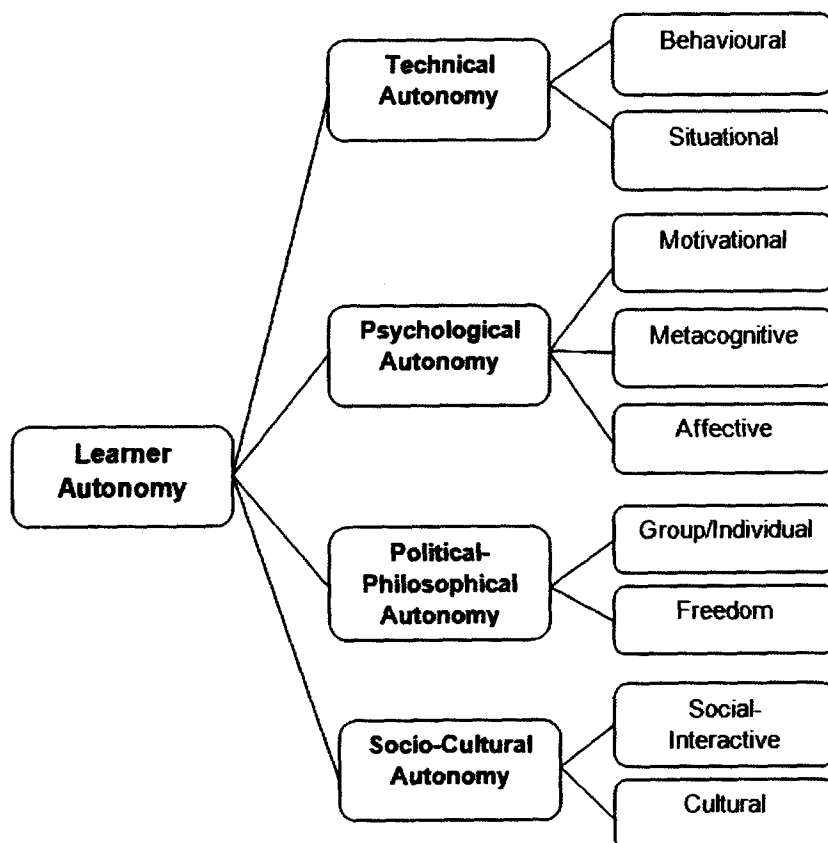 Technical
Autonomy
Behavioural
Situational
Psychological
Autonomy
Motivational
Metacognitive
Affective
Learner
Autonomy
Political-
Philosophical
Autonomy
Group/Individual
Freedom
Socio-Cultural
Autonomy
Social-
Interactive
Cultural